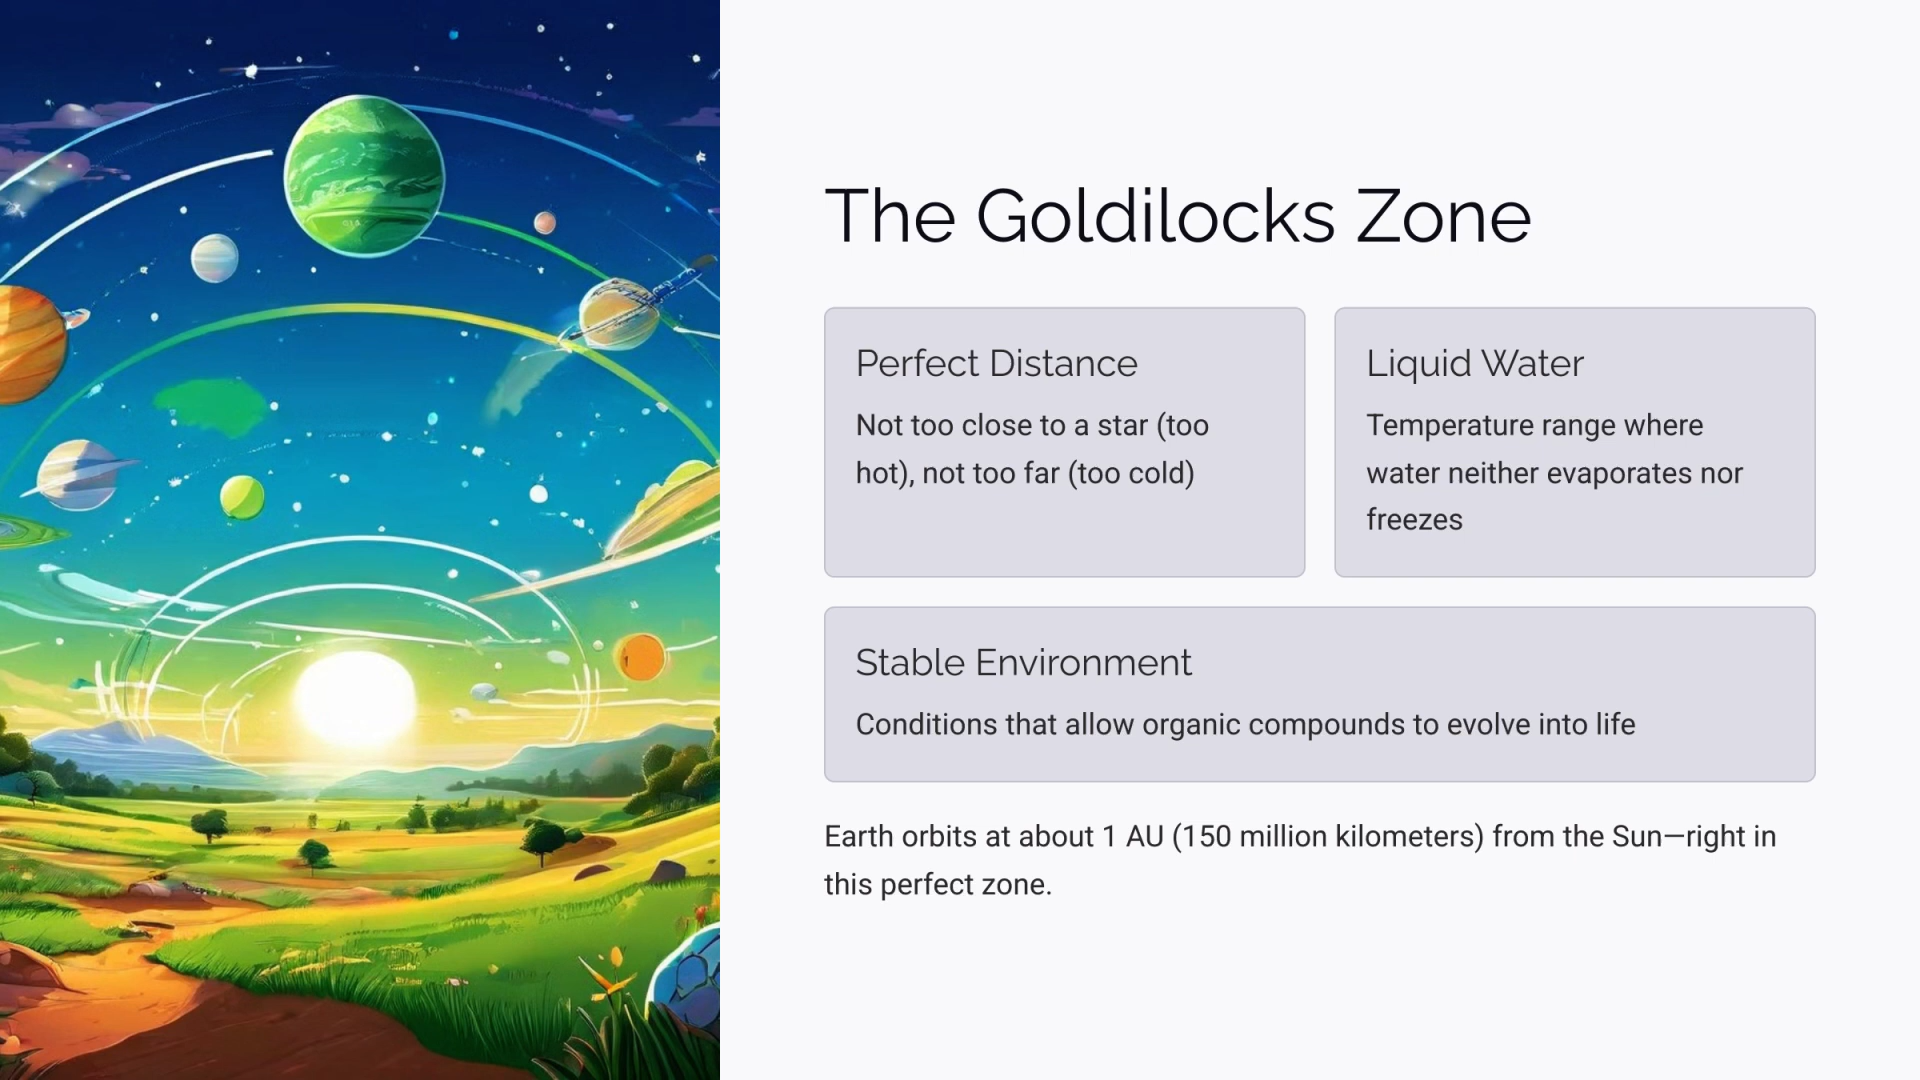 The Goldilocks Zone
Perfect Distance
Not too close to a star (too
hot), not too far (too cold)
Liquid Water
Temperature range where
water neither evaporates nor
freezes
Stable Environment
Conditions that allow organic compounds to evolve into life
Earth orbits at about 1 AU (150 million kilometers) from the Sun—right in
this perfect zone.